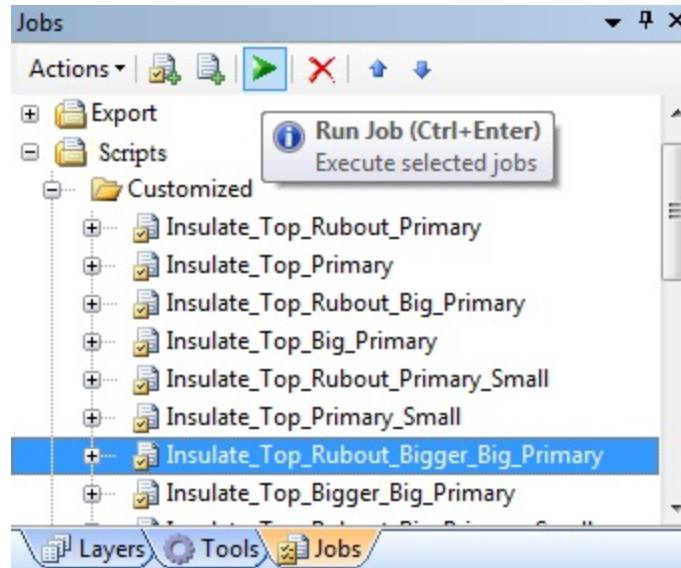 Jobs
Actions
Export
Run Job (Ctrl+Enter)
Scripts
Execute selected jobs
Customized
Insulate_Top_Rubout_Primary
Insulate_Top_Primary
Insulate_Top_Rubout_Big_Primary
Insulate_Top_Big_Primary
Insulate_Top_Rubout_Primary_Small
Insulate_Top_Primary_Small
Insulate_Top_Rubout_Bigger_Big_Primary
Insulate_Top_Bigger_Big_Primary
Layers Tools Jobs